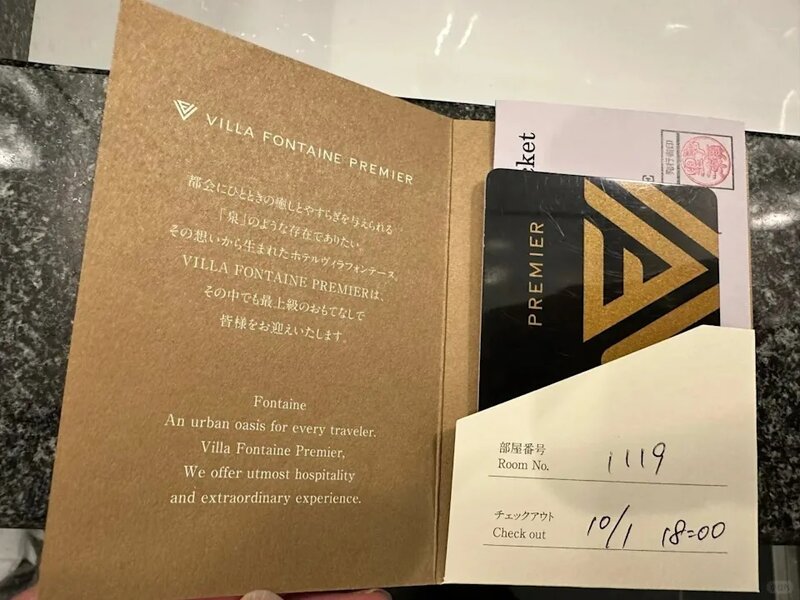 VILLA FONTAINE PREMIER
都会にひとときの癒しとやすらぎを与えられる
「泉」のような存在でありたい。
その想いから生まれたホテルヴィラフォンテーヌ。
VILLA FONTAINE PREMIERは、
その中でも最上級のおもてなしで
皆様をお迎えいたします。
Fontaine
An urban oasis for every traveler.
Villa Fontaine Premier,
We offer utmost hospitality
and extraordinary experience.
PREMIER
部屋番号
Room No.
1119
チェックアウト
Check out
10/1 18=00